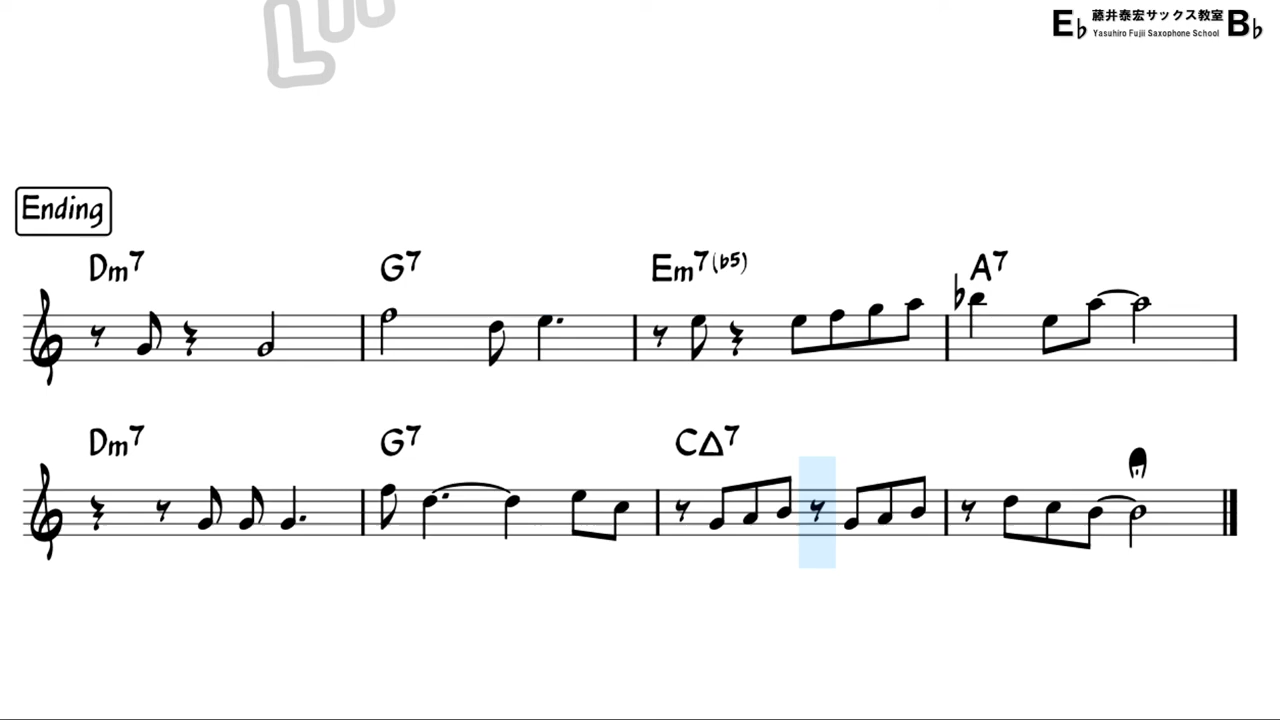 E♭ 藤井泰宏サックス教室 B♭
Yasuhiro Fujii Saxophone School
Ending
Dm7 G7 Em7(♭5) A7
Dm7 G7 C△7